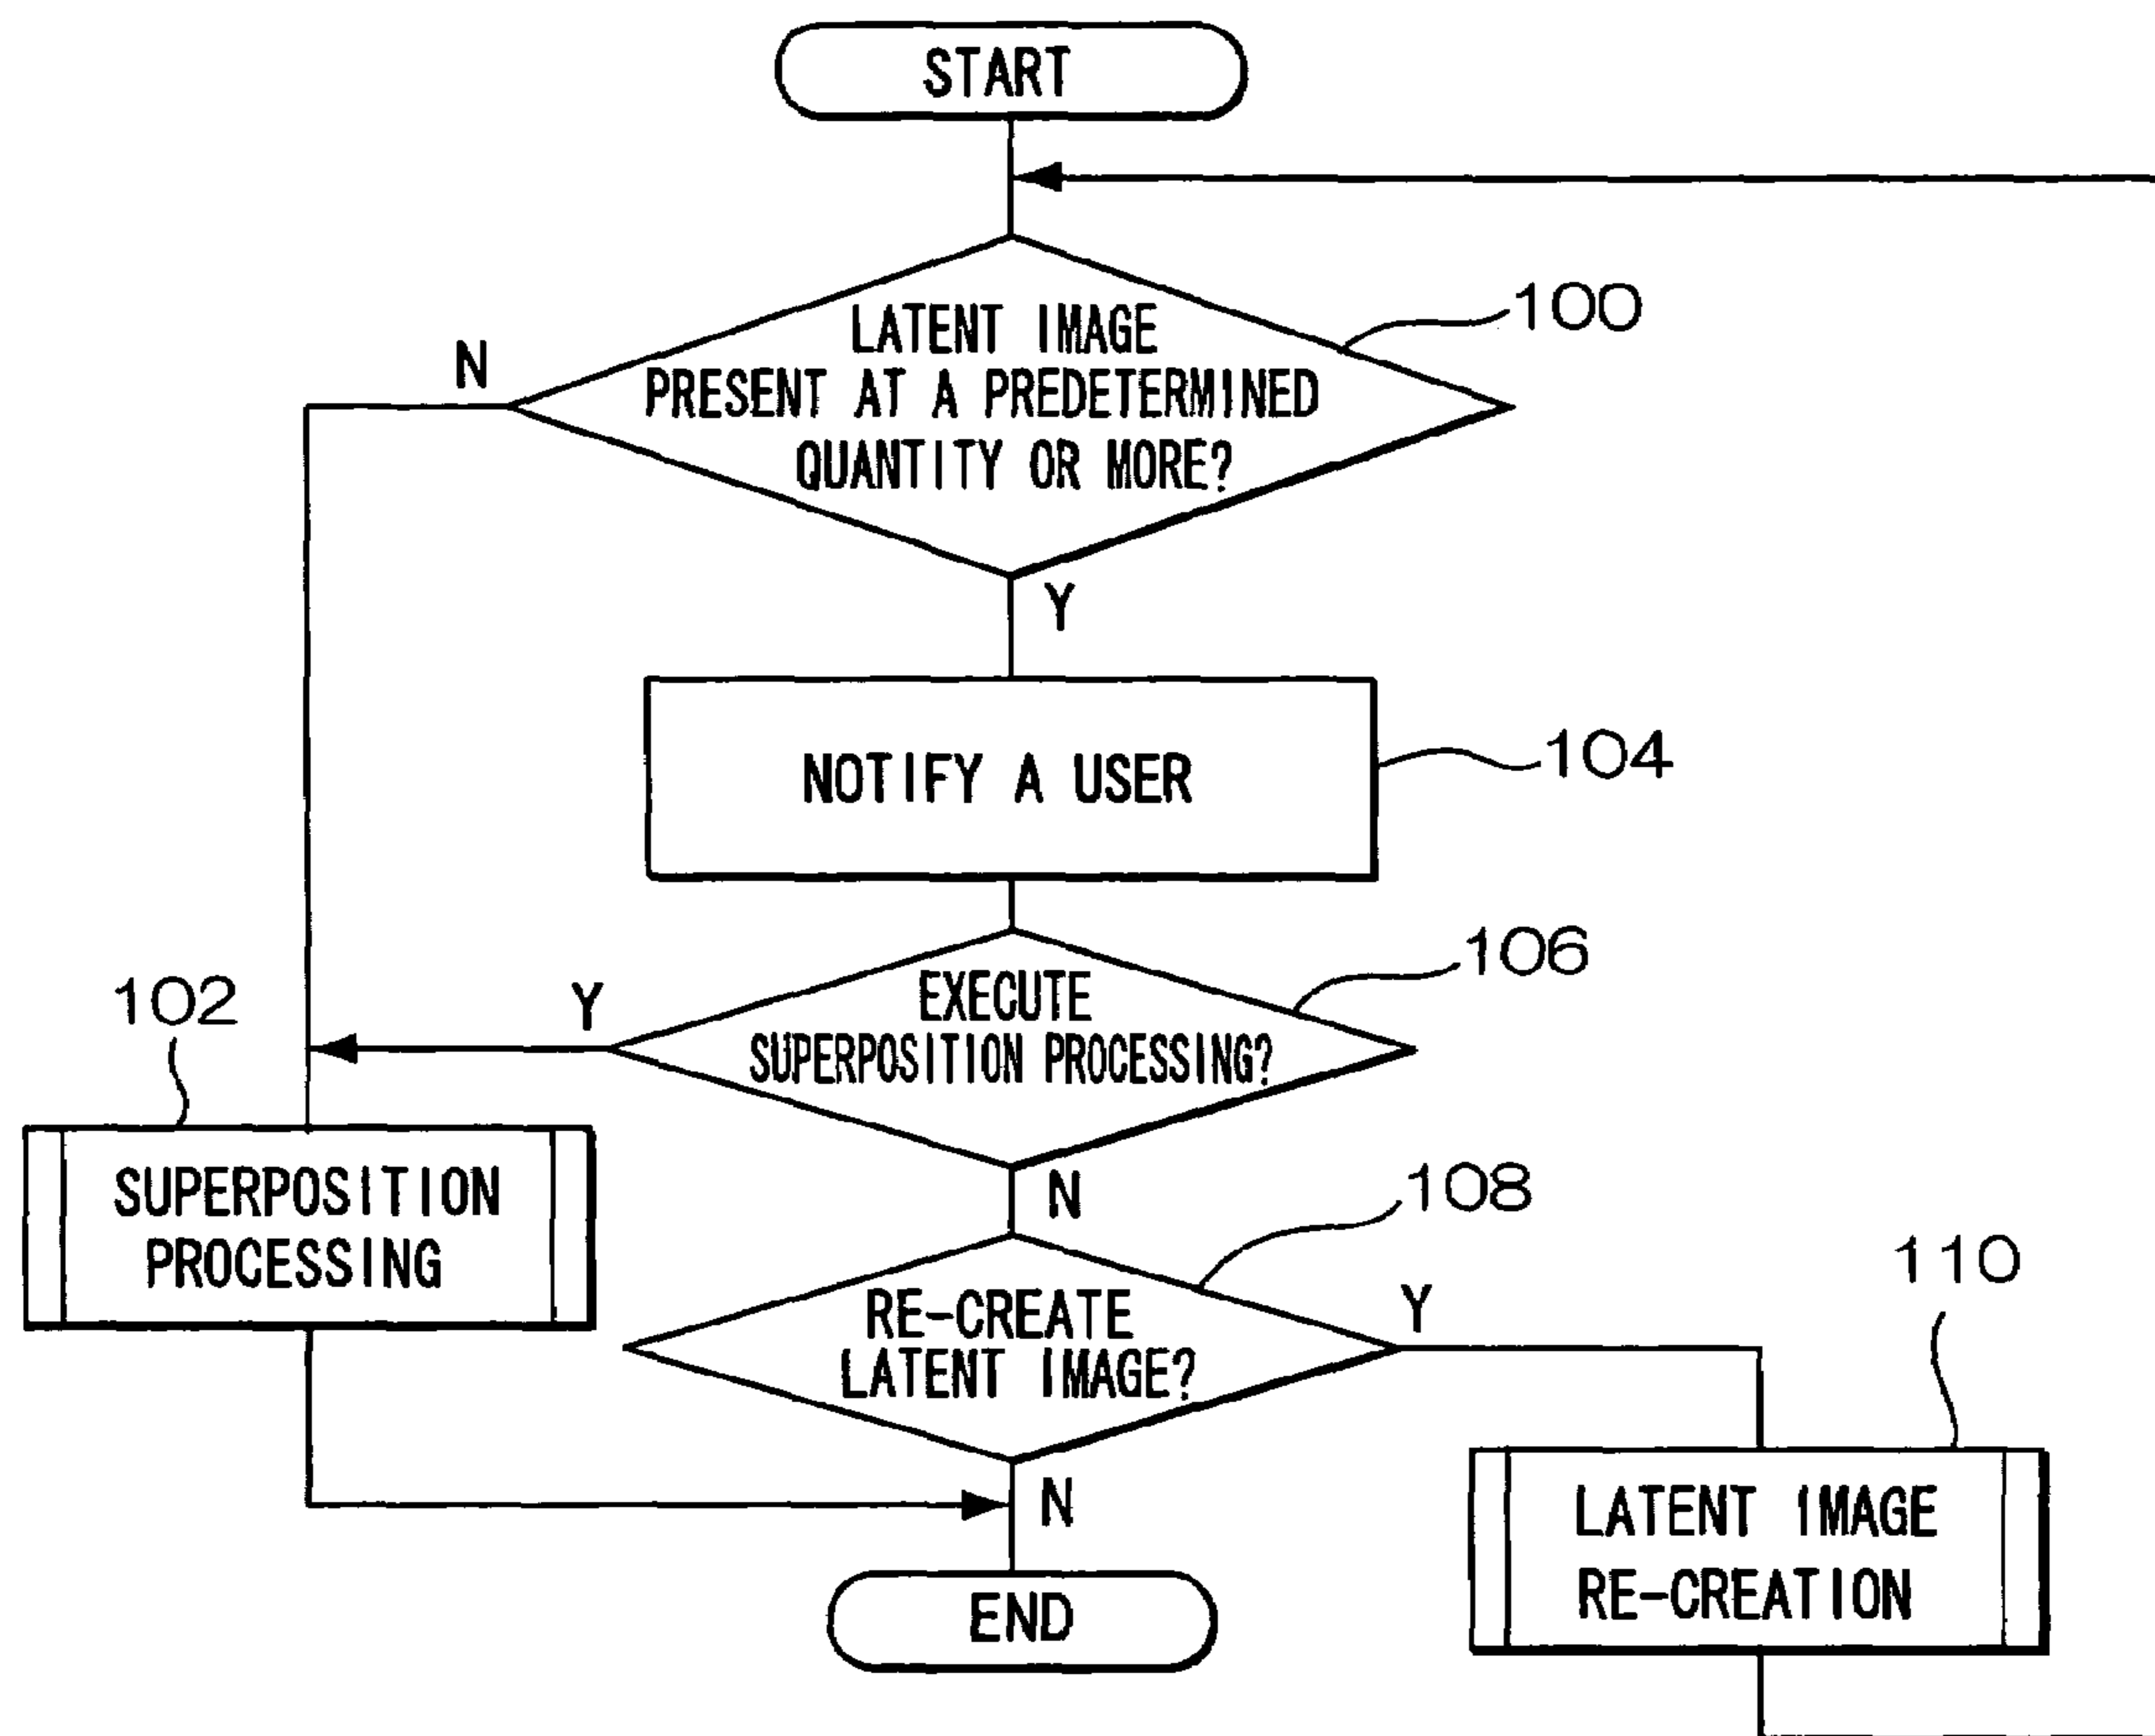 START
100
LATENT IMAGE
PRESENT AT A PREDETERMINED
QUANTITY OR MORE?
N
Y
NOTIFY A USER
104
106
EXECUTE
SUPERPOSITION PROCESSING?
Y
N
102
SUPERPOSITION
PROCESSING
108
RE-CREATE
LATENT IMAGE?
Y
N
110
LATENT IMAGE
RE-CREATION
END